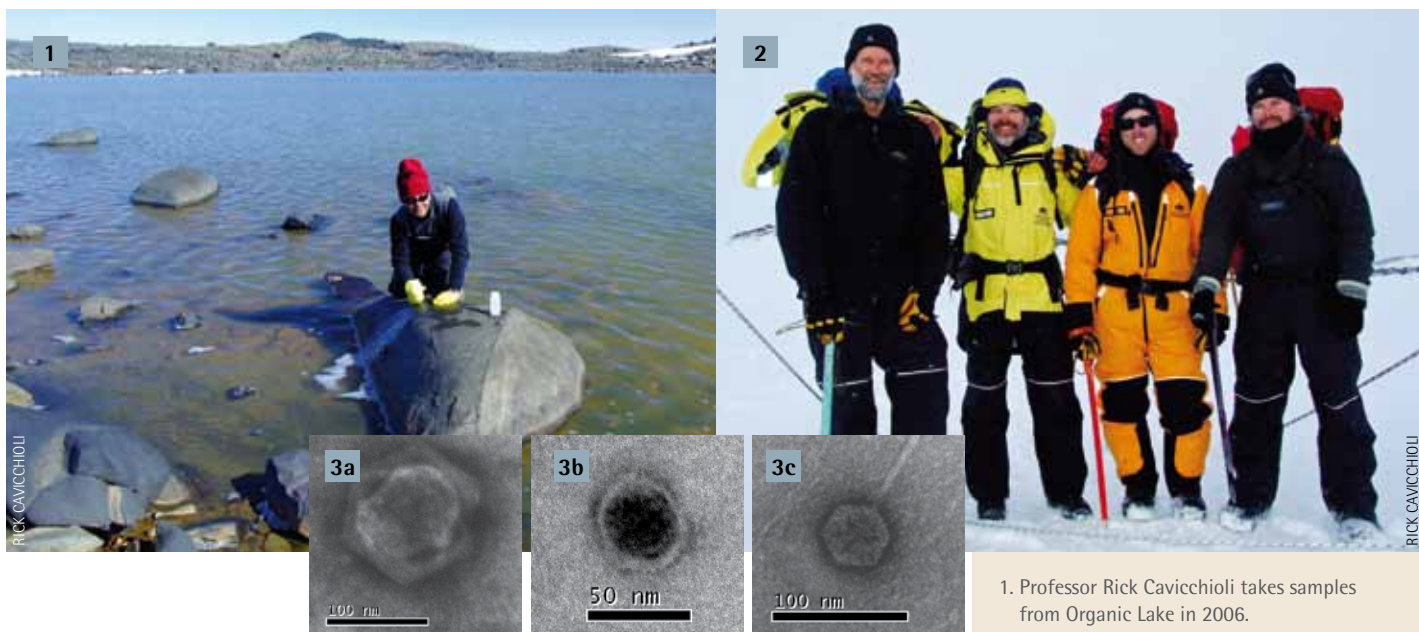 1
2
RICK CAVICCHIOLI
RICK CAVICCHIOLI
3a
3b
3c
100 nm
50 nm
100 nm
1. Professor Rick Cavicchioli takes samples
from Organic Lake in 2006.